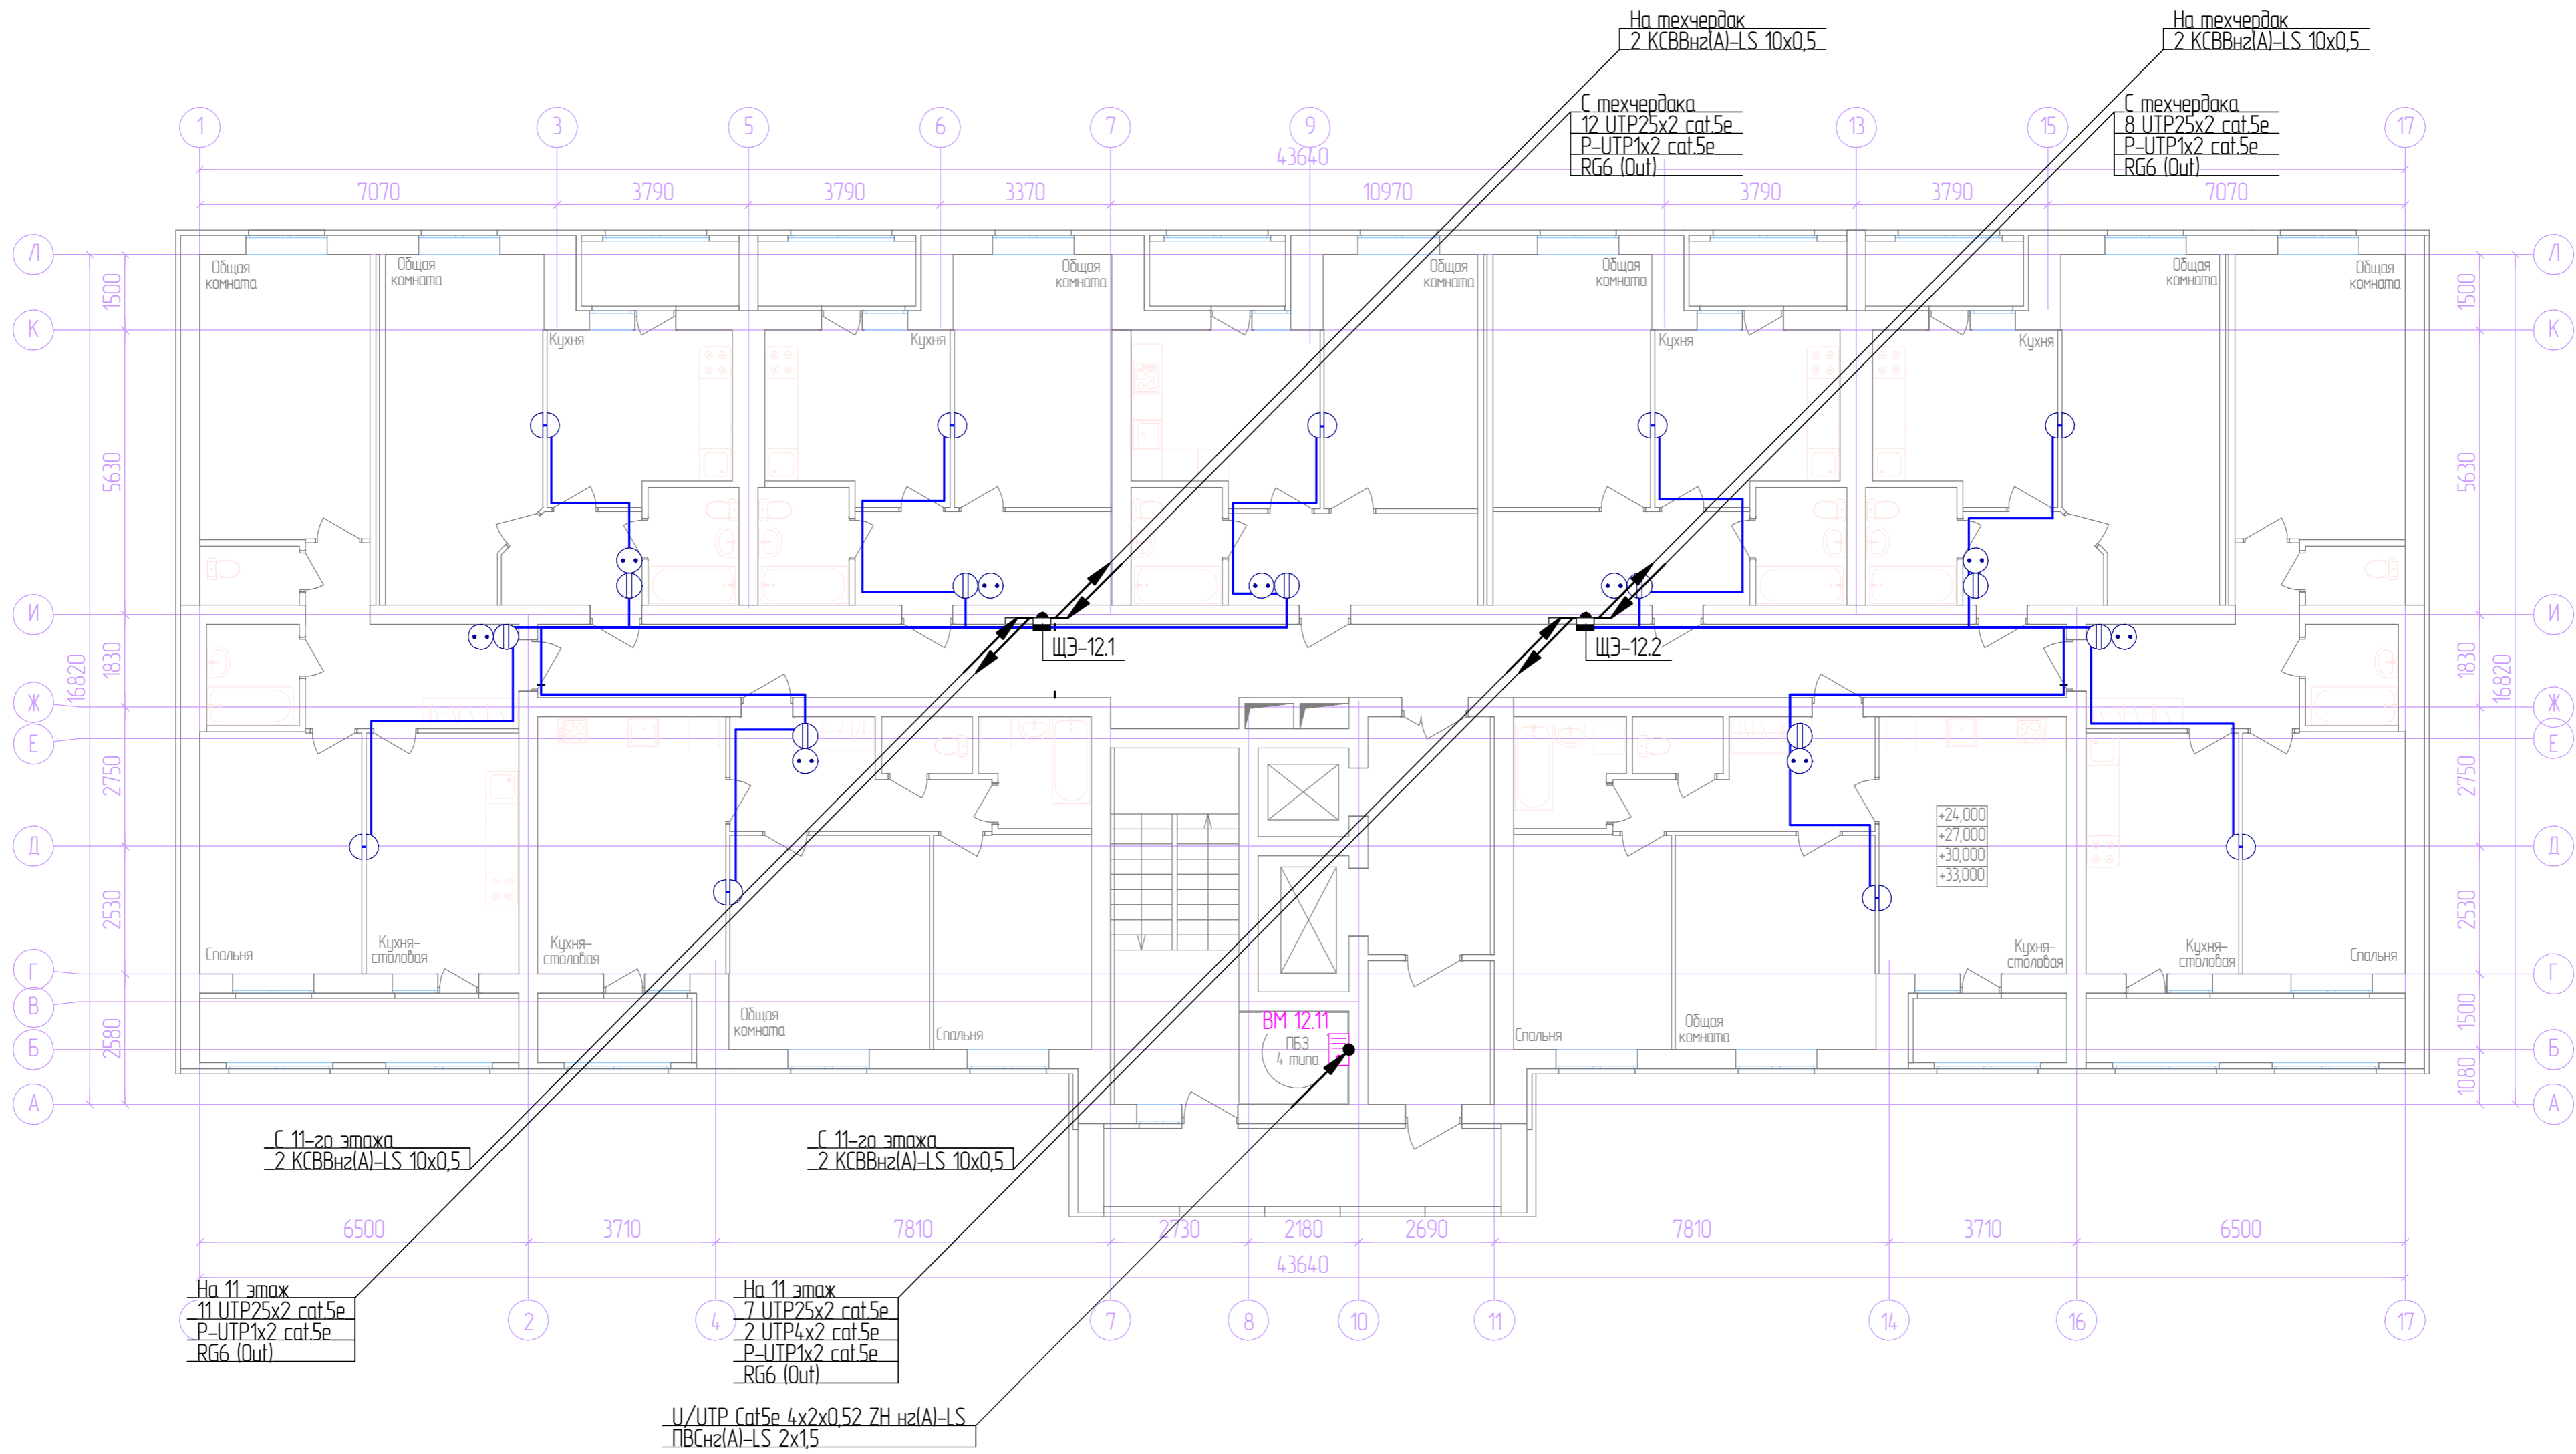 На техчердак
2 КСВВнг(А)-LS 10х0,5
На техчердак
2 КСВВнг(А)-LS 10х0,5
С техчердака
12 UTP25x2 cat.5e
P-UTP1x2 cat.5e
RG6 (Out)
С техчердака
8 UTP25x2 cat.5e
P-UTP1x2 cat.5e
RG6 (Out)
1
3
5
6
7
9
13
15
17
43640
7070
3790
3790
3370
10970
3790
3790
7070
Л
К
И
Ж
Е
Д
Г
В
Б
А
1500
5630
1830
16820
2750
2530
2580
Общая
комната
Общая
комната
Общая
комната
Общая
комната
Общая
комната
Общая
комната
Общая
комната
Кухня
Кухня
Кухня
Кухня
ЩЭ-12.1
ЩЭ-12.2
+24,000
+27,000
+30,000
+33,000
Спальня
Кухня-
столовая
Кухня-
столовая
Общая
комната
Спальня
ВМ 12.11
ПБЗ
4 типа
Спальня
Общая
комната
Кухня-
столовая
Кухня-
столовая
Спальня
Л
К
И
Ж
Е
Д
Г
Б
А
1500
5630
1830
16820
2750
2530
1500
1080
С 11-го этажа
2 КСВВнг(А)-LS 10х0,5
С 11-го этажа
2 КСВВнг(А)-LS 10х0,5
6500
3710
7810
2730
2180
2690
7810
3710
6500
43640
2
4
7
8
10
11
14
16
17
На 11 этаж
11 UTP25x2 cat.5e
P-UTP1x2 cat.5e
RG6 (Out)
На 11 этаж
7 UTP25x2 cat.5e
2 UTP4x2 cat.5e
P-UTP1x2 cat.5e
RG6 (Out)
U/UTP Cat5e 4x2x0,52 ZH нг(А)-LS
ПВСнг(А)-LS 2х1,5